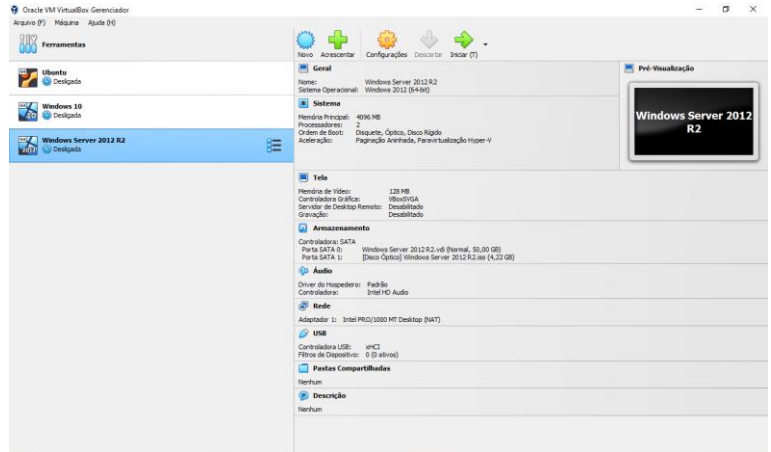 Oracle VM VirtualBox Gerenciador
Arquivo (F) Máquina Ajuda (H)
Ferramentas
Ubuntu
Desligada
Windows 10
Desligada
Windows Server 2012 R2
Desligada
Novo Acrescentar Configurações Descartar Iniciar (T)
Geral
Nome: Windows Server 2012 R2
Sistema Operacional: Windows 2012 (64-bit)
Sistema
Memória Principal: 4096 MB
Processadores: 2
Ordem de Boot: Disquete, Óptico, Disco Rígido
Aceleração: Paginação Aninhada, Paravirtualização Hyper-V
Pré-Visualização
Windows Server 2012
R2
Tela
Memória de Vídeo: 128 MB
Controladora Gráfica: VBoxSVGA
Servidor de Desktop Remoto: Desabilitado
Gravação: Desabilitado
Armazenamento
Controladora: SATA
Porta SATA 0: Windows Server 2012 R2.vdi (Normal, 50,00 GB)
Porta SATA 1: [Disco Óptico] Windows Server 2012 R2.iso (4,22 GB)
Áudio
Driver do Hospedeiro: Padrão
Controladora: Intel HD Audio
Rede
Adaptador 1: Intel PRO/1000 MT Desktop (NAT)
USB
Controladora USB: xHCI
Filtros de Dispositivo: 0 (0 ativos)
Pastas Compartilhadas
Nenhum
Descrição
Nenhum